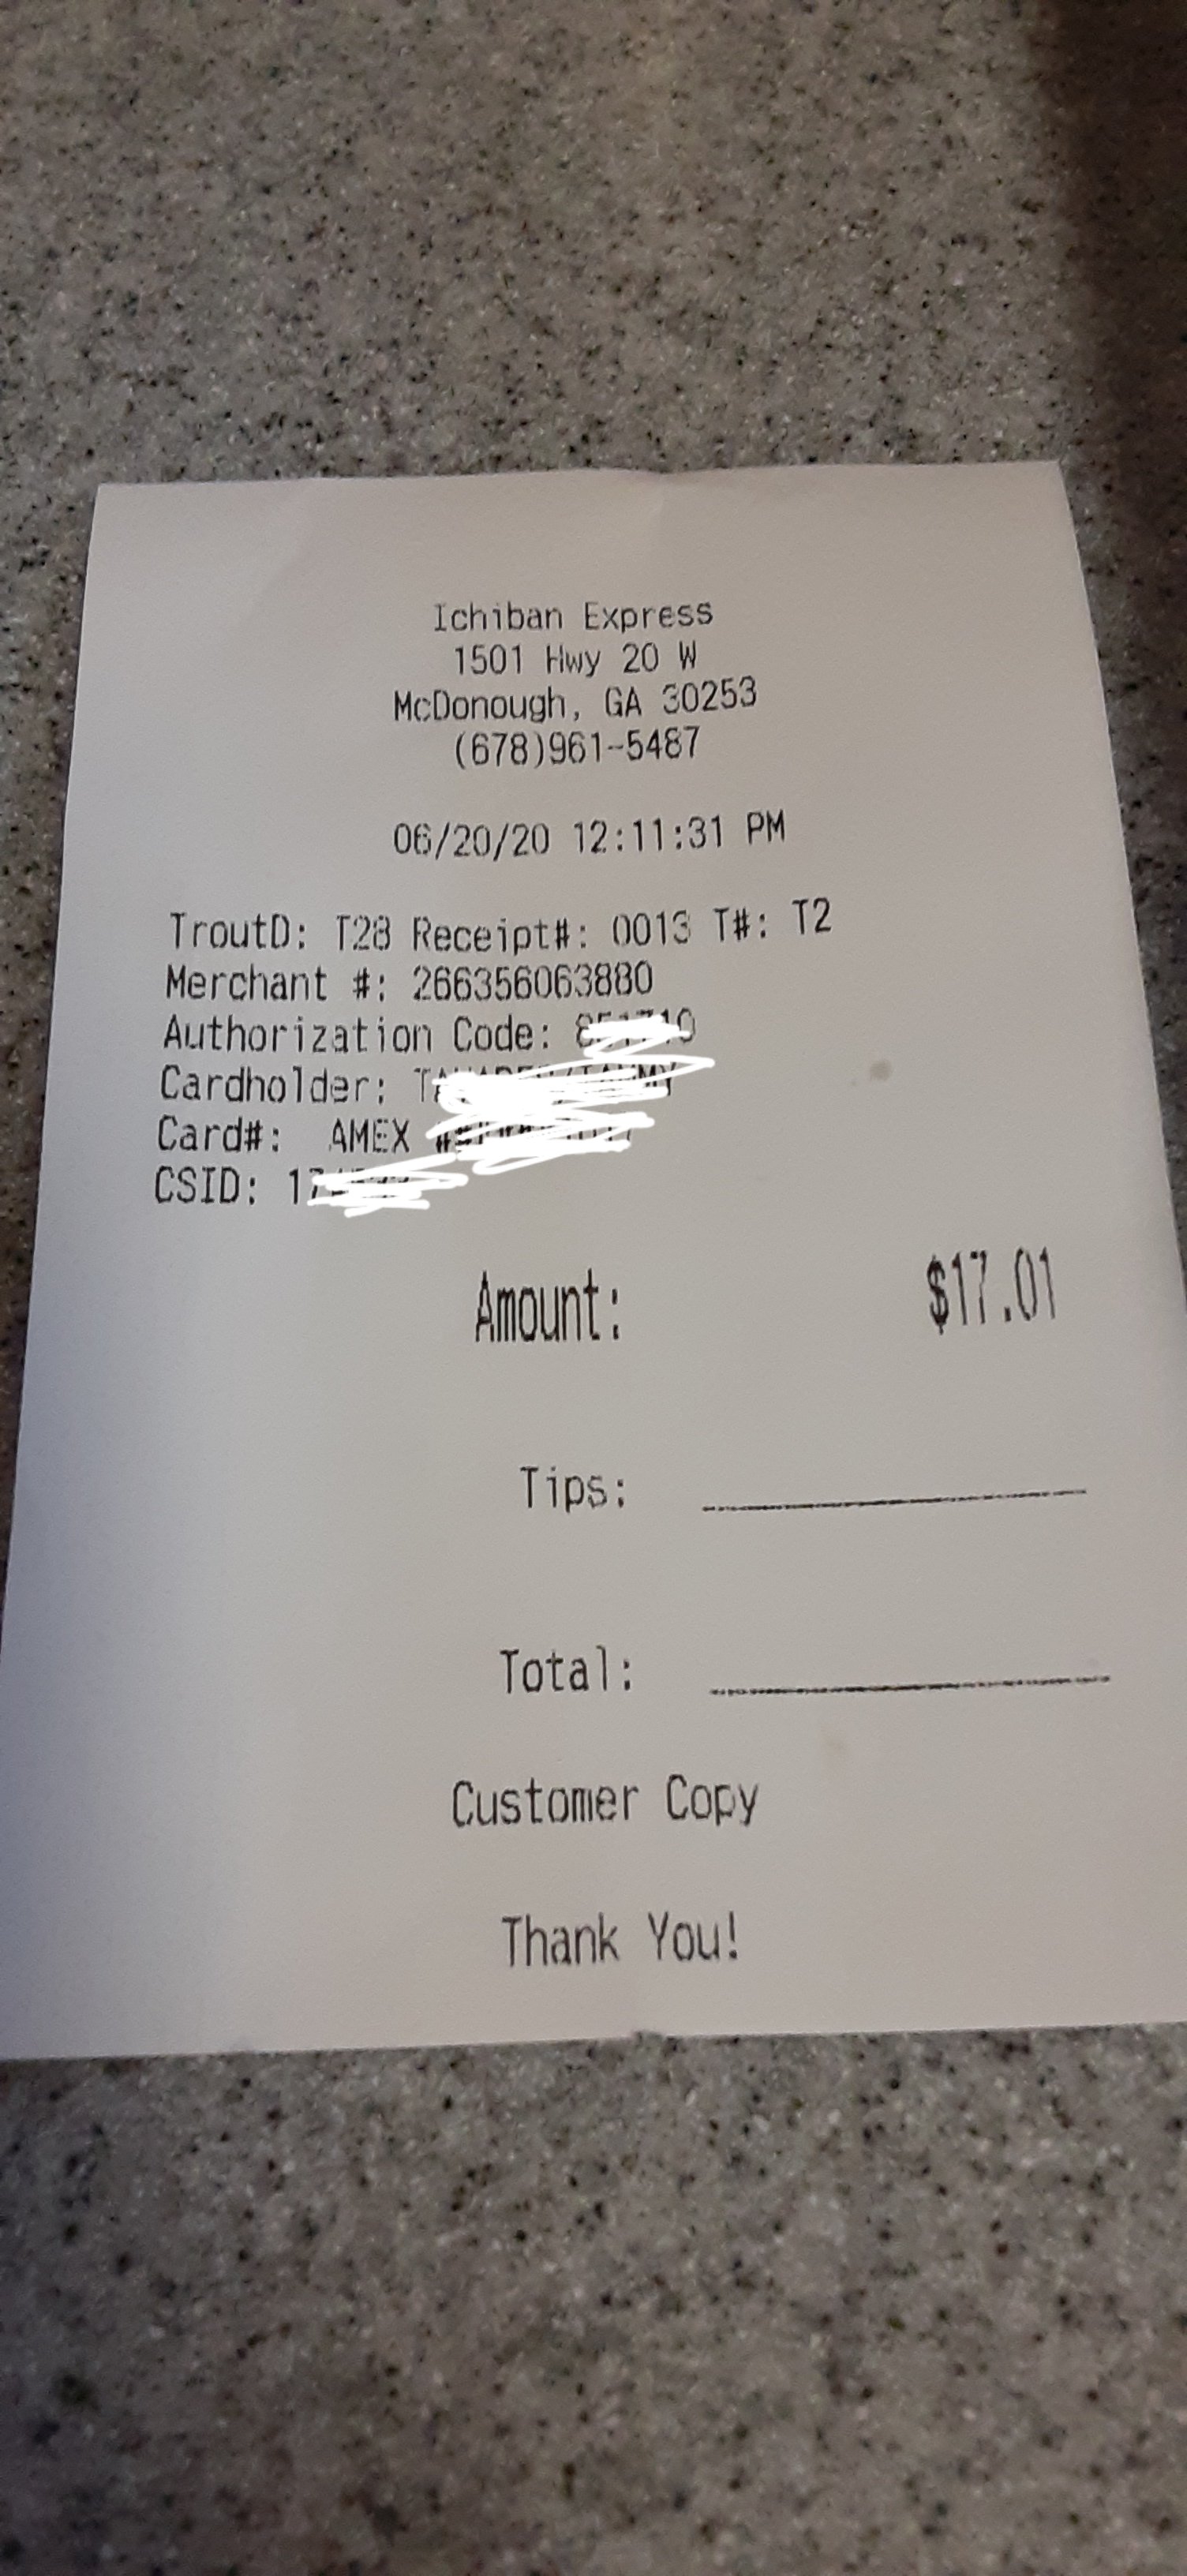 Ichiban Express
1501 Hwy 20 W
McDonough, GA 30253
(678)961-5487
06/20/20 12:11:31 PM
TroutD: T28 Receipt#: 0013 T#: T2
Merchant #: 266356063880
Authorization Code:
Cardholder:
Card#: AMEX
CSID:
Amount: $17.01
Tips:
Total:
Customer Copy
Thank You!